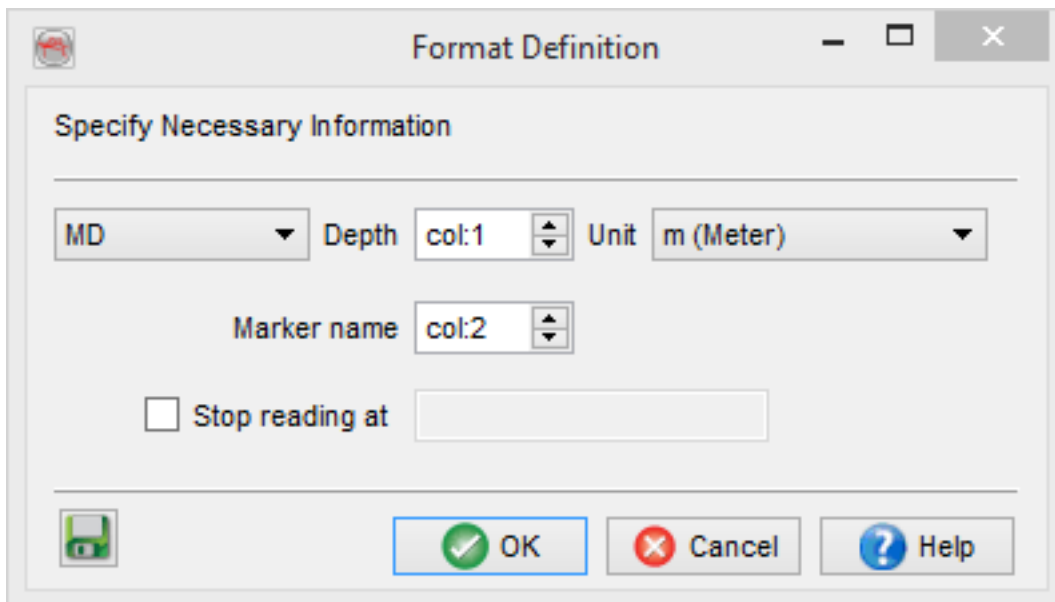 Format Definition
Specify Necessary Information
MD Depth col:1 Unit m (Meter)
Marker name col:2
Stop reading at
OK Cancel Help